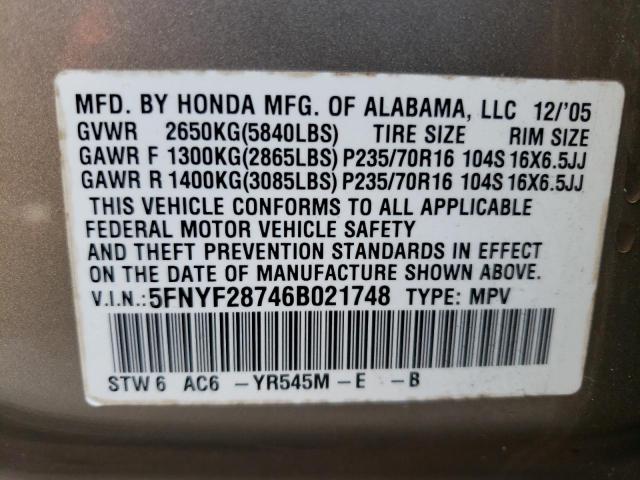 MFD. BY HONDA MFG. OF ALABAMA, LLC 12/'05
GVWR 2650KG(5840LBS) TIRE SIZE RIM SIZE
GAWR F 1300KG(2865LBS) P235/70R16 104S 16X6.5JJ
GAWR R 1400KG(3085LBS) P235/70R16 104S 16X6.5JJ
THIS VEHICLE CONFORMS TO ALL APPLICABLE
FEDERAL MOTOR VEHICLE SAFETY
AND THEFT PREVENTION STANDARDS IN EFFECT
ON THE DATE OF MANUFACTURE SHOWN ABOVE.
V.I.N.: 5FNYF28746B021748 TYPE: MPV
STW 6 AC6 -YR545M -E -B